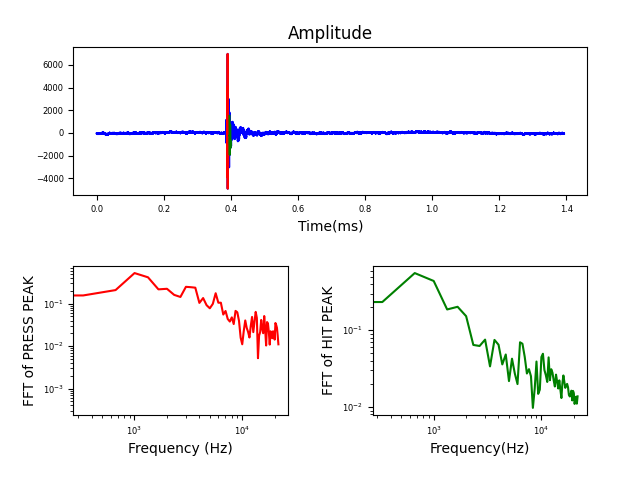 Amplitude
6000
4000
2000
0
−2000
−4000
0.0 0.2 0.4 0.6 0.8 1.0 1.2 1.4
Time(ms)
FFT of PRESS PEAK
10⁻¹
10⁻²
10⁻³
10³ 10⁴
Frequency (Hz)
FFT of HIT PEAK
10⁻¹
10⁻²
10³ 10⁴
Frequency(Hz)